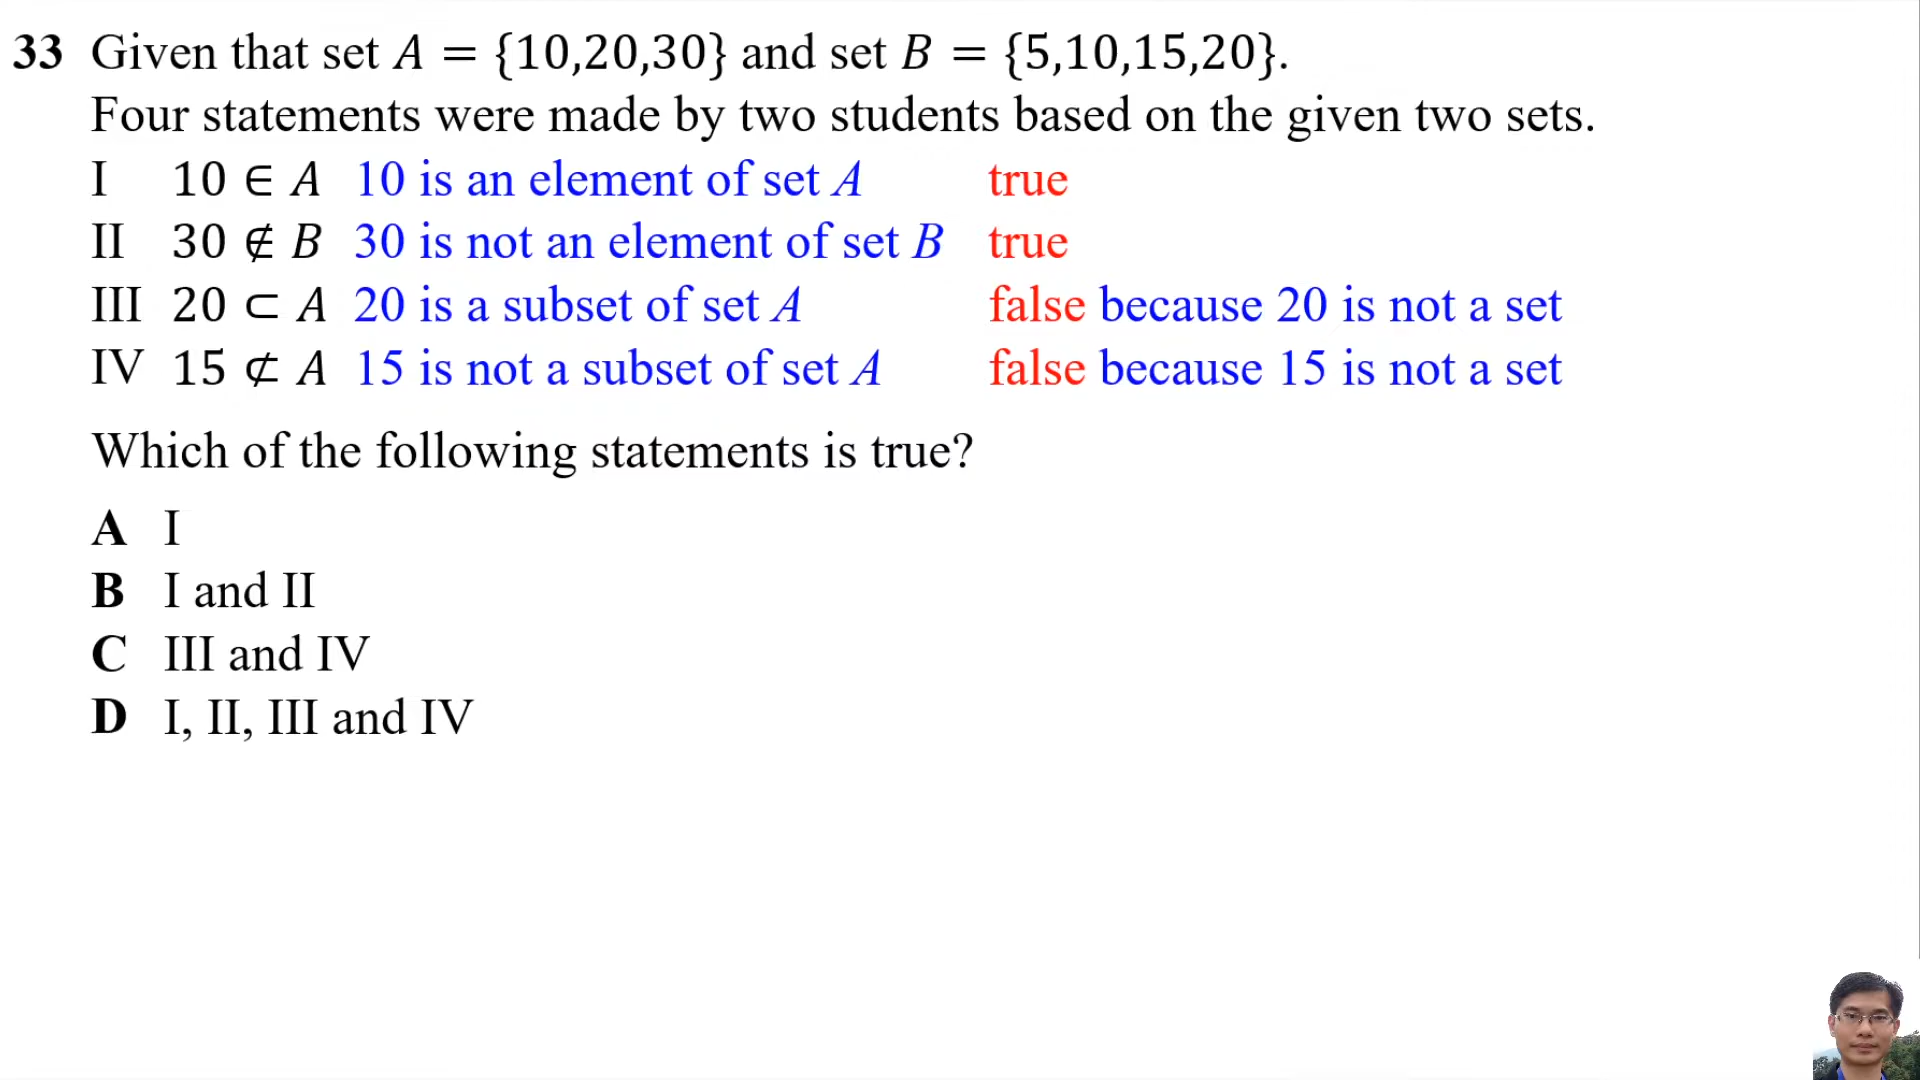 33 Given that set A = {10,20,30} and set B = {5,10,15,20}.
Four statements were made by two students based on the given two sets.
I 10 ∈ A 10 is an element of set A true
II 30 ∉ B 30 is not an element of set B true
III 20 ⊂ A 20 is a subset of set A false because 20 is not a set
IV 15 ⊄ A 15 is not a subset of set A false because 15 is not a set
Which of the following statements is true?
A I
B I and II
C III and IV
D I, II, III and IV